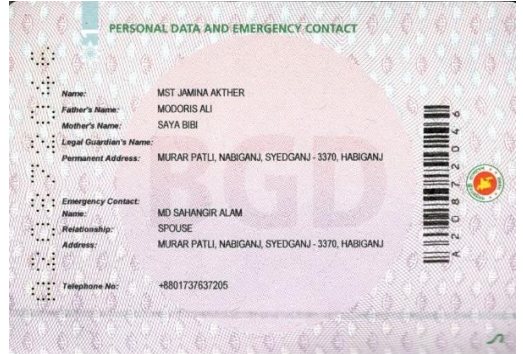 PERSONAL DATA AND EMERGENCY CONTACT
Name: MST JAMINA AKTHER
Father's Name: MODORIS ALI
Mother's Name: SAYA BIBI
Legal Guardian's Name:
Permanent Address: MURAR PATLI, NABIGANJ, SYEDGANJ - 3370, HABIGANJ
Emergency Contact:
Name: MD SAHANGIR ALAM
Relationship: SPOUSE
Address: MURAR PATLI, NABIGANJ, SYEDGANJ - 3370, HABIGANJ
Telephone No: +8801737637205
BGD
A20872046